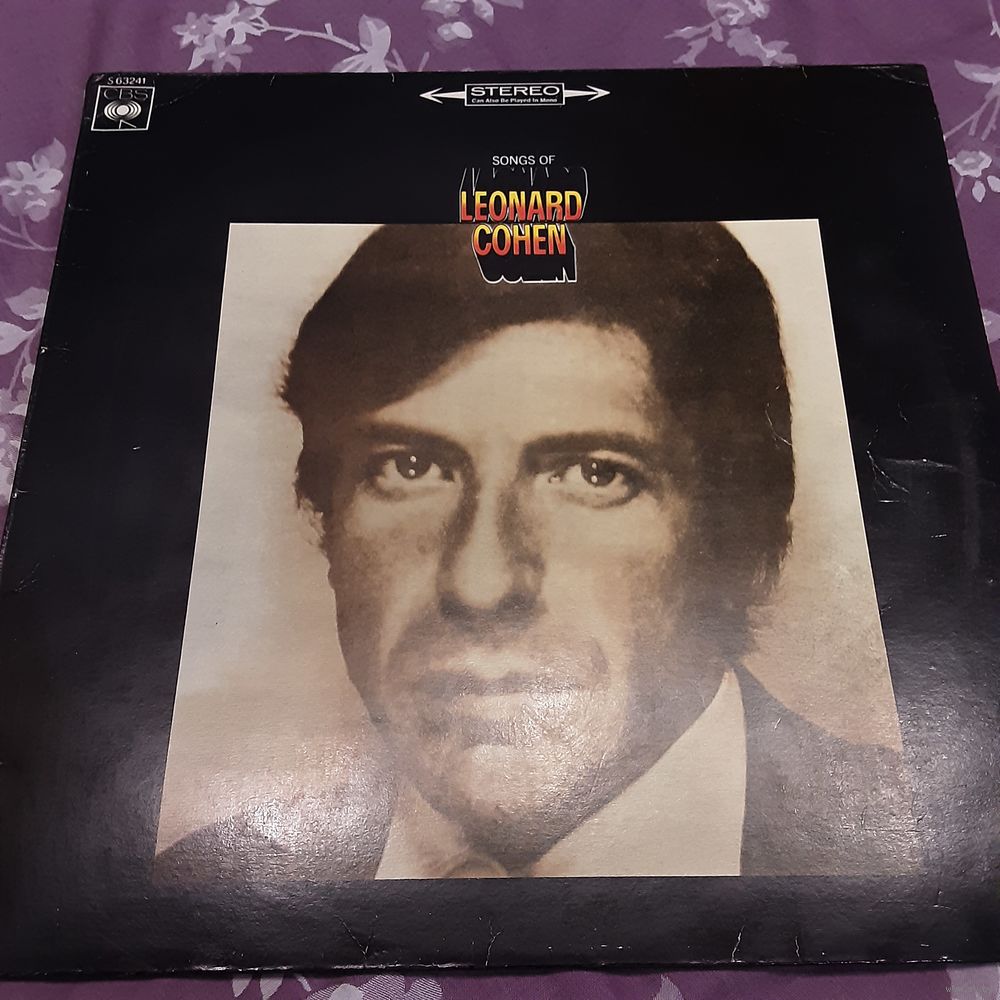 S 63241
CBS
STEREO
Can Also Be Played In Mono
SONGS OF
LEONARD
COHEN